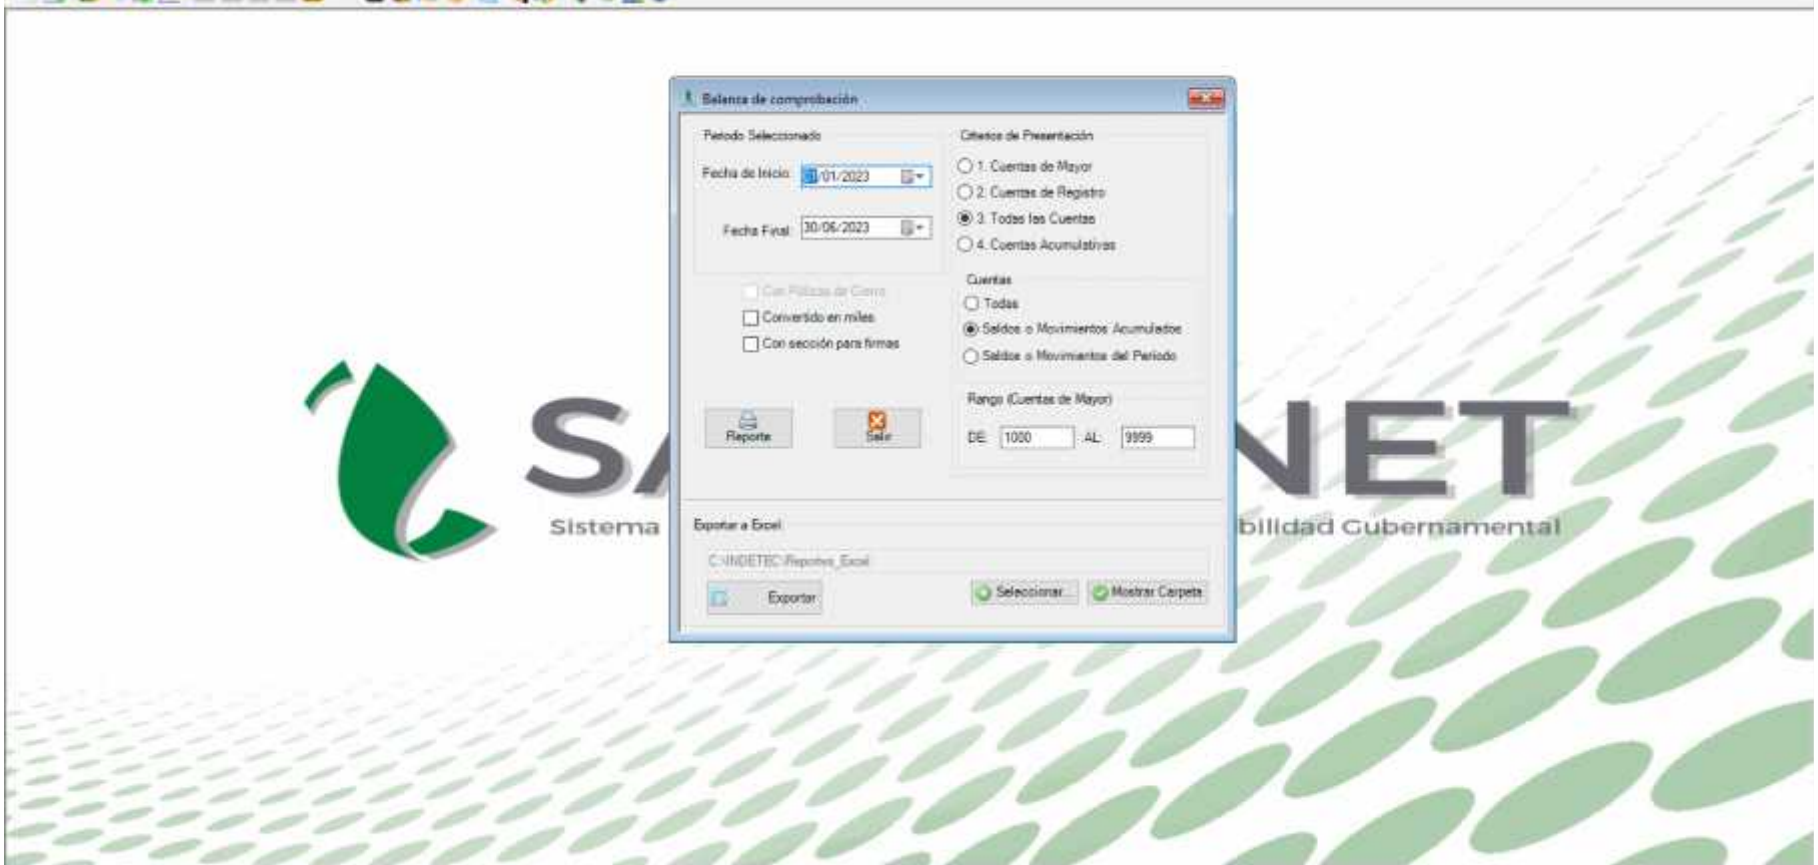 Balanza de comprobación
Periodo Seleccionado
Fecha de Inicio: 01/01/2023
Fecha Final: 30/06/2023
Con Pólizas de Cierre
Convertido en miles
Con sección para firmas
Reporte
Salir
Criterios de Presentación
1. Cuentas de Mayor
2. Cuentas de Registro
3. Todas las Cuentas
4. Cuentas Acumulativas
Cuentas
Todas
Saldos o Movimientos Acumulados
Saldos o Movimientos del Periodo
Rango (Cuentas de Mayor)
DE: 1000 AL: 9999
Exportar a Excel
C:\INDETEC\Reportes_Excel
Exportar
Seleccionar...
Mostrar Carpeta
SA
NET
Sistema
bilidad Gubernamental